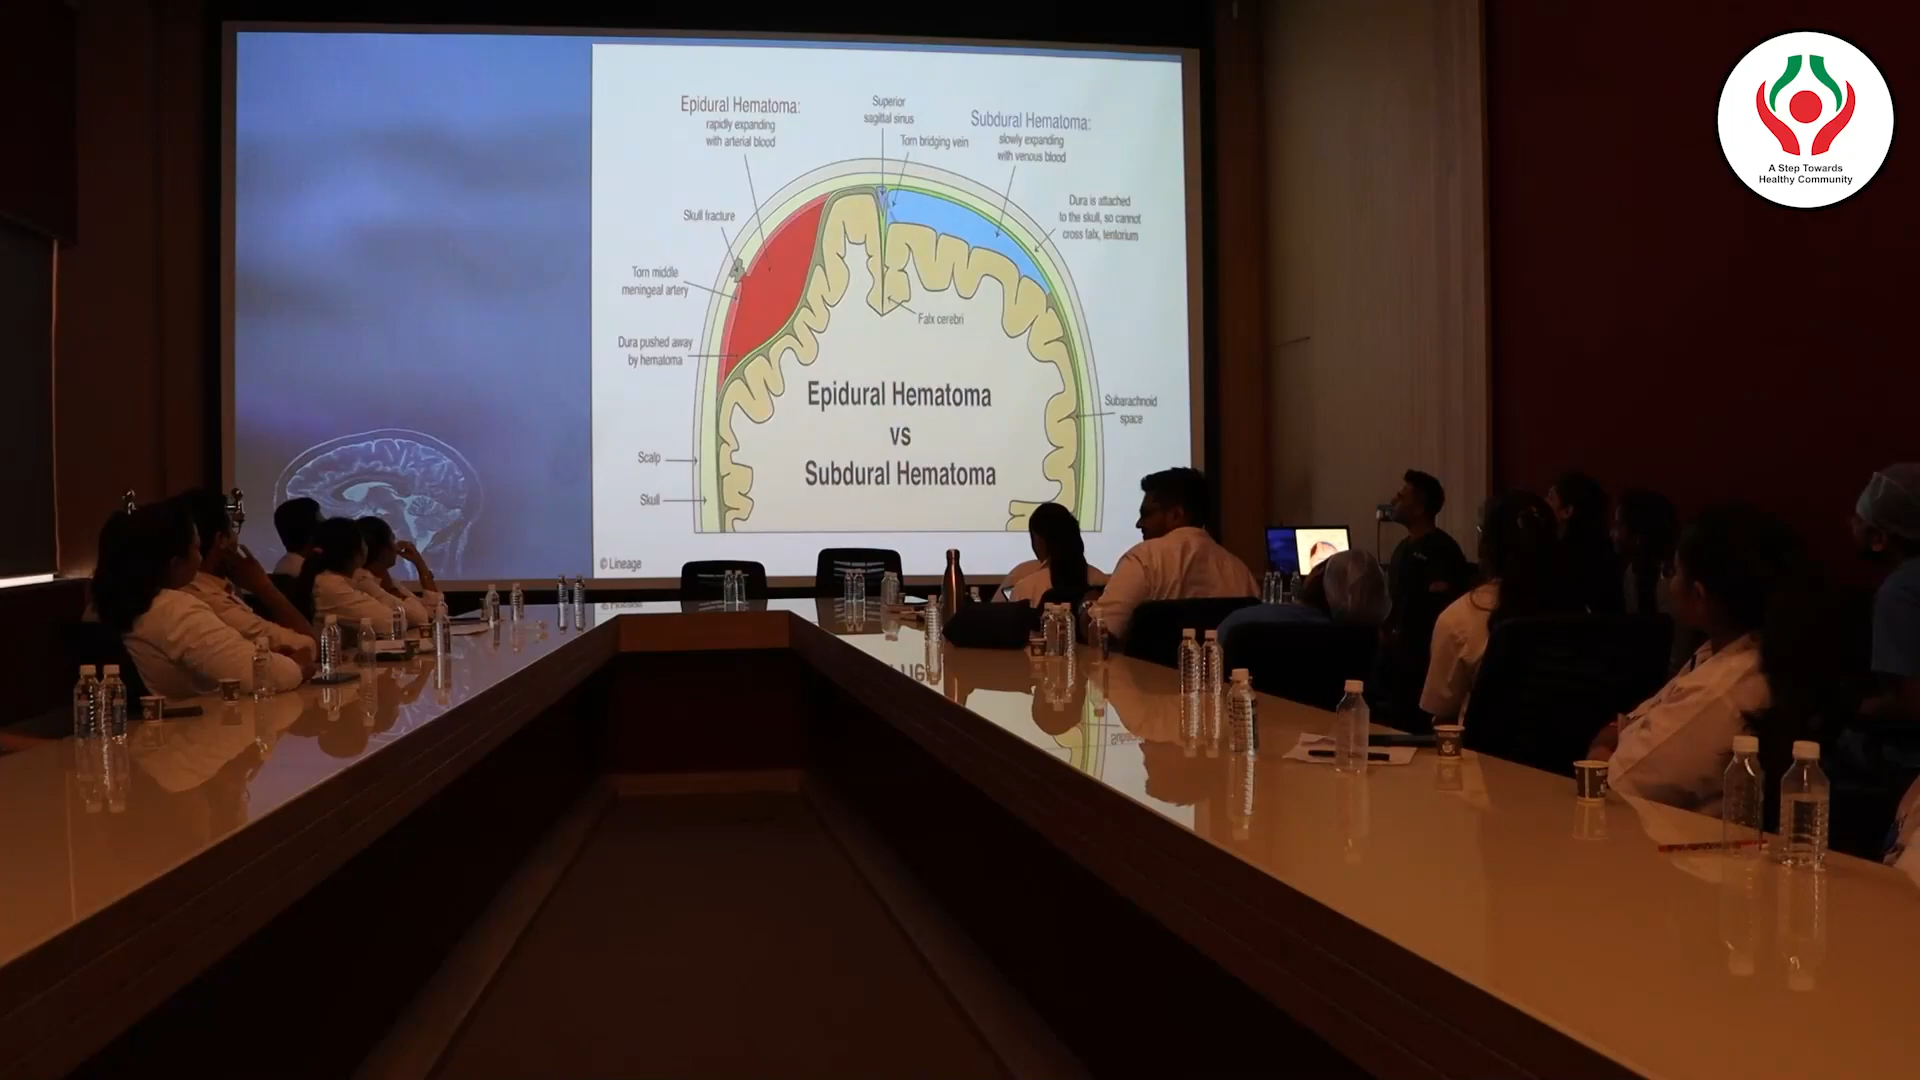 Epidural Hematoma:
rapidly expanding
with arterial blood
Superior
sagittal sinus
Torn bridging vein
Subdural Hematoma:
slowly expanding
with venous blood
Skull fracture
Dura is attached
to the skull, so cannot
cross falx, tentorium
Torn middle
meningeal artery
Falx cerebri
Dura pushed away
by hematoma
Epidural Hematoma
vs
Subdural Hematoma
Subarachnoid
space
Scalp
Skull
© Lineage
A Step Towards
Healthy Community